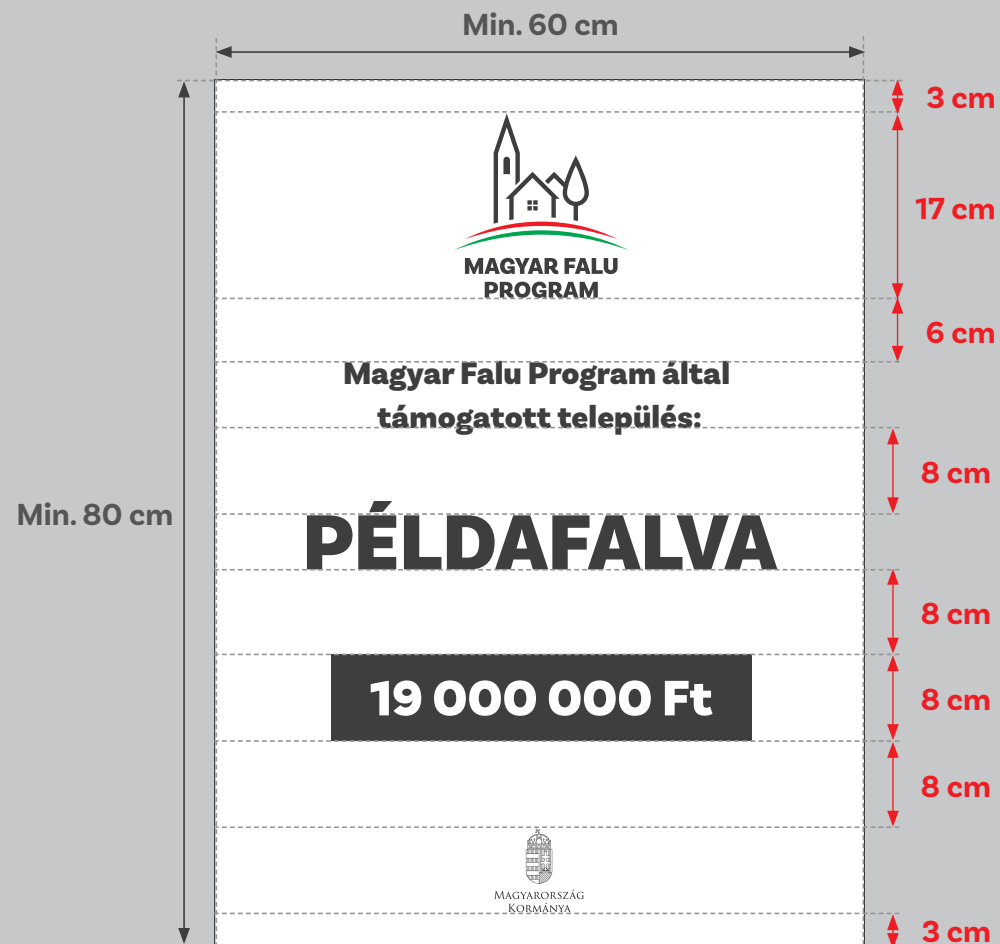 Min. 60 cm
3 cm
17 cm
MAGYAR FALU
PROGRAM
6 cm
Magyar Falu Program által
támogatott település:
8 cm
Min. 80 cm
PÉLDAFALVA
8 cm
19 000 000 Ft
8 cm
8 cm
MAGYARORSZÁG
KORMÁNYA
3 cm